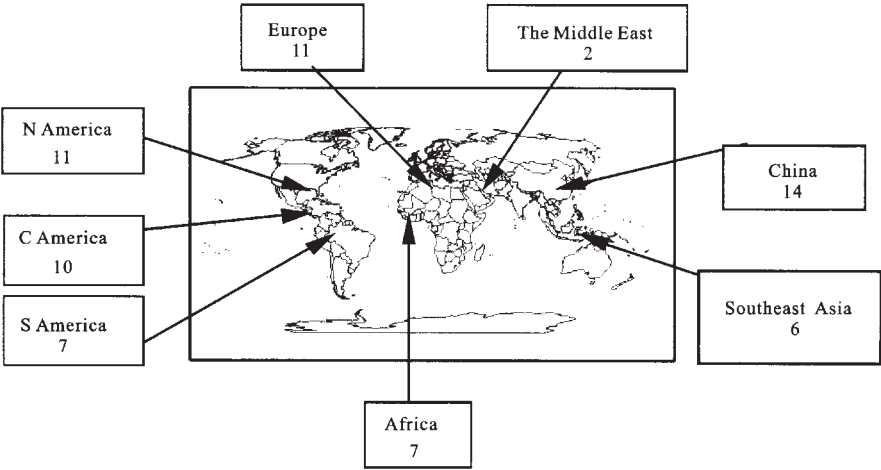 Europe
11
The Middle East
2
N America
11
China
14
C America
10
Southeast Asia
6
S America
7
Africa
7